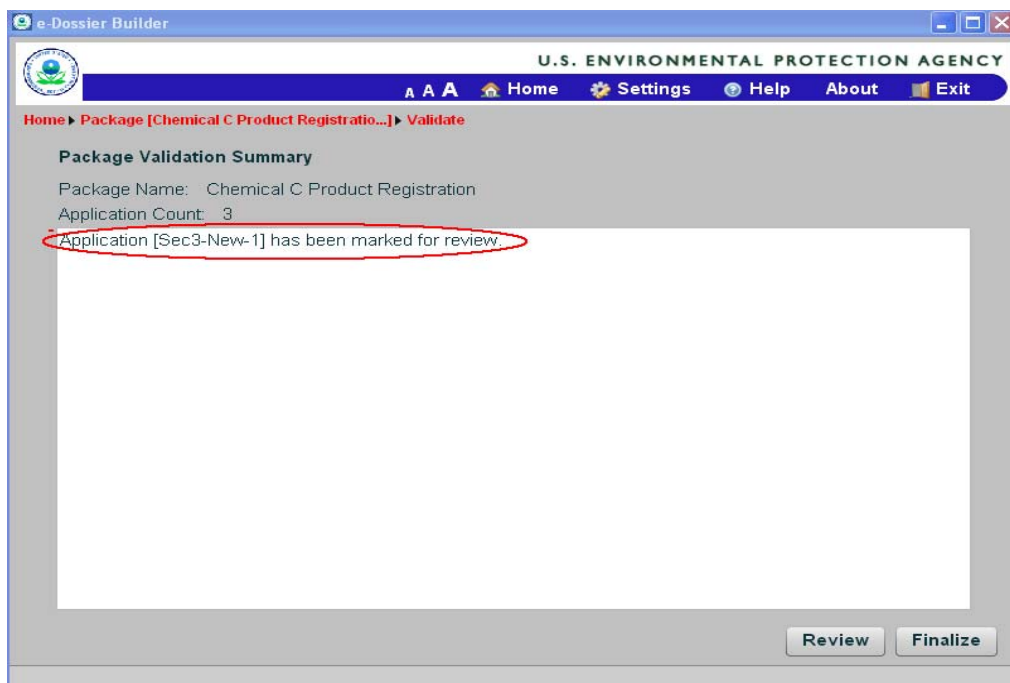 e-Dossier Builder
U.S. ENVIRONMENTAL PROTECTION AGENCY
A A A Home Settings Help About Exit
Home Package [Chemical C Product Registratio...] Validate
Package Validation Summary
Package Name: Chemical C Product Registration
Application Count: 3
Application [Sec3-New-1] has been marked for review.
Review Finalize